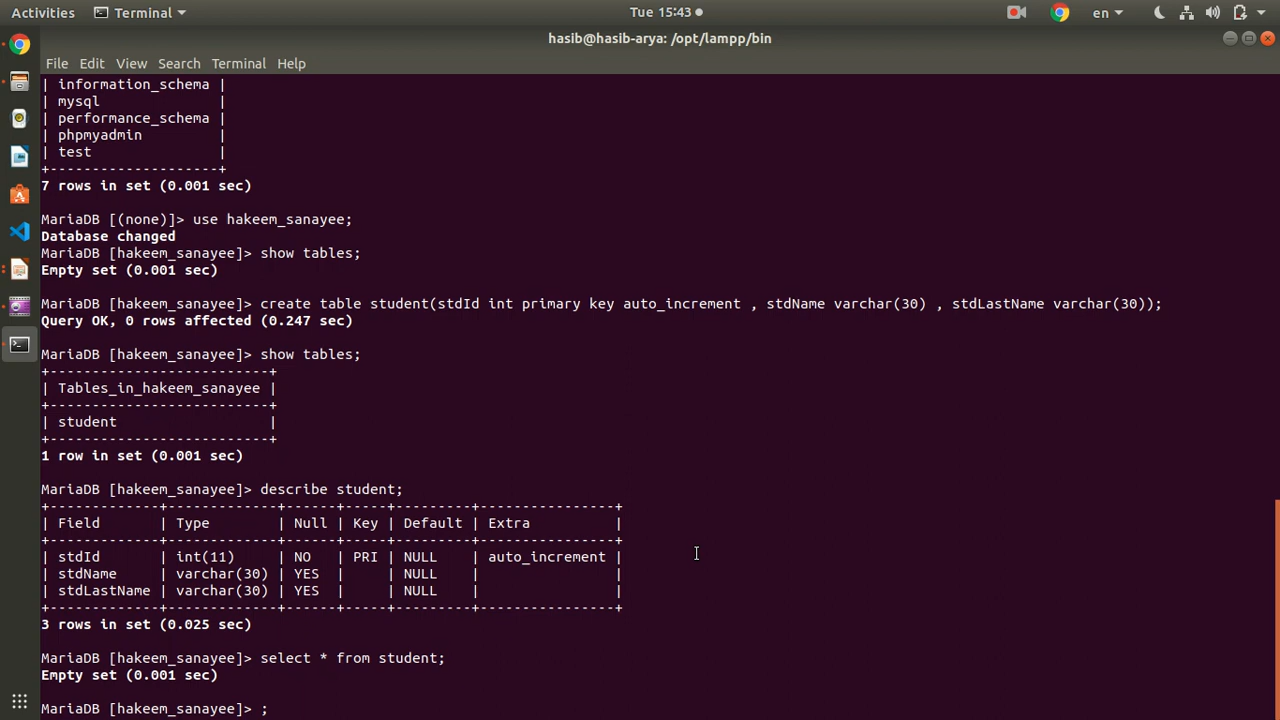 Activities Terminal Tue 15:43 en
hasib@hasib-arya: /opt/lampp/bin
File Edit View Search Terminal Help
| information_schema |
| mysql              |
| performance_schema |
| phpmyadmin         |
| test               |
+--------------------+
7 rows in set (0.001 sec)
MariaDB [(none)]> use hakeem_sanayee;
Database changed
MariaDB [hakeem_sanayee]> show tables;
Empty set (0.001 sec)
MariaDB [hakeem_sanayee]> create table student(stdId int primary key auto_increment , stdName varchar(30) , stdLastName varchar(30));
Query OK, 0 rows affected (0.247 sec)
MariaDB [hakeem_sanayee]> show tables;
+--------------------------+
| Tables_in_hakeem_sanayee |
+--------------------------+
| student                  |
+--------------------------+
1 row in set (0.001 sec)
MariaDB [hakeem_sanayee]> describe student;
+-------------+-------------+------+-----+---------+----------------+
| Field       | Type        | Null | Key | Default | Extra          |
+-------------+-------------+------+-----+---------+----------------+
| stdId       | int(11)     | NO   | PRI | NULL    | auto_increment |
| stdName     | varchar(30) | YES  |     | NULL    |                |
| stdLastName | varchar(30) | YES  |     | NULL    |                |
+-------------+-------------+------+-----+---------+----------------+
3 rows in set (0.025 sec)
MariaDB [hakeem_sanayee]> select * from student;
Empty set (0.001 sec)
MariaDB [hakeem_sanayee]> ;